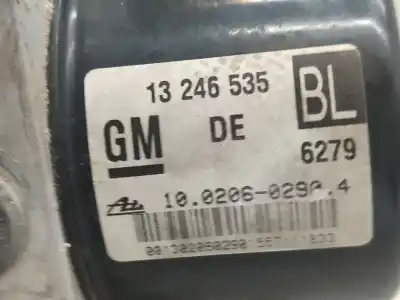 13 246 535 BL
GM DE 6279
Ate 10.0206-0290.4